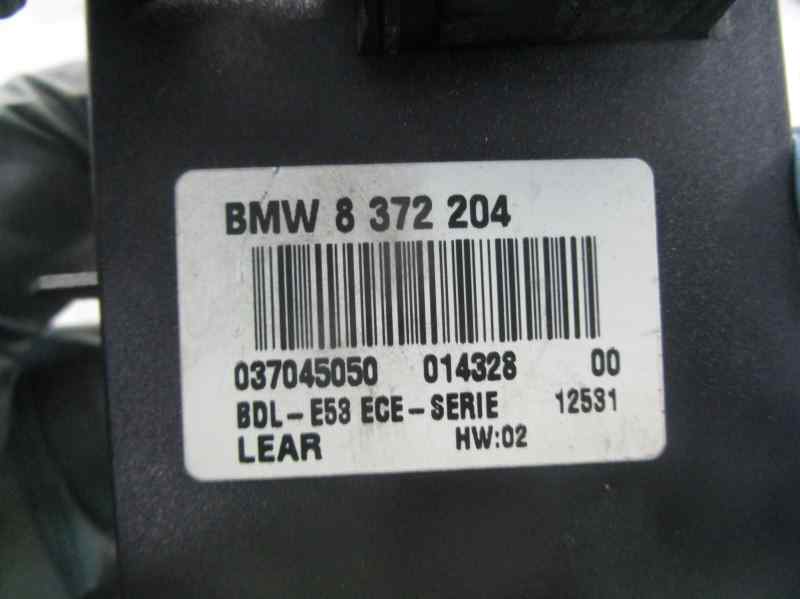 BMW 8 372 204
037045050 014328 00
BDL-E53 ECE-SERIE 12531
LEAR HW:02